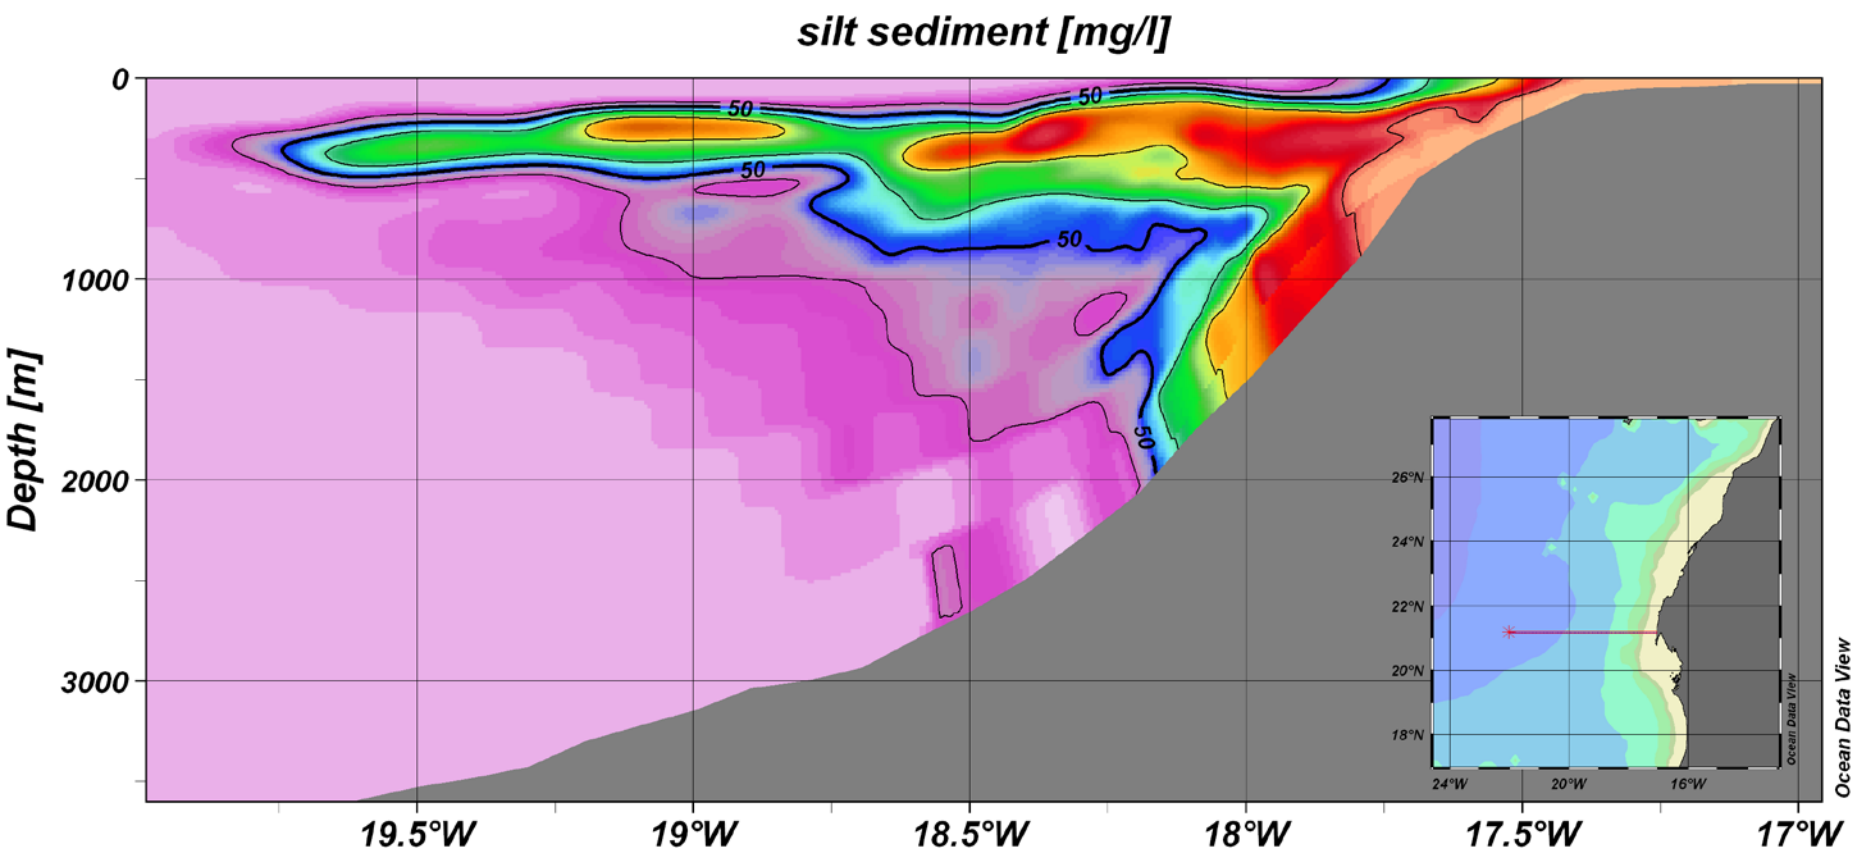 silt sediment [mg/l]
0
1000
2000
3000
Depth [m]
50
50
50
50
50
19.5°W
19°W
18.5°W
18°W
17.5°W
17°W
26°N
24°N
22°N
20°N
18°N
24°W
20°W
16°W
Ocean Data View
Ocean Data View